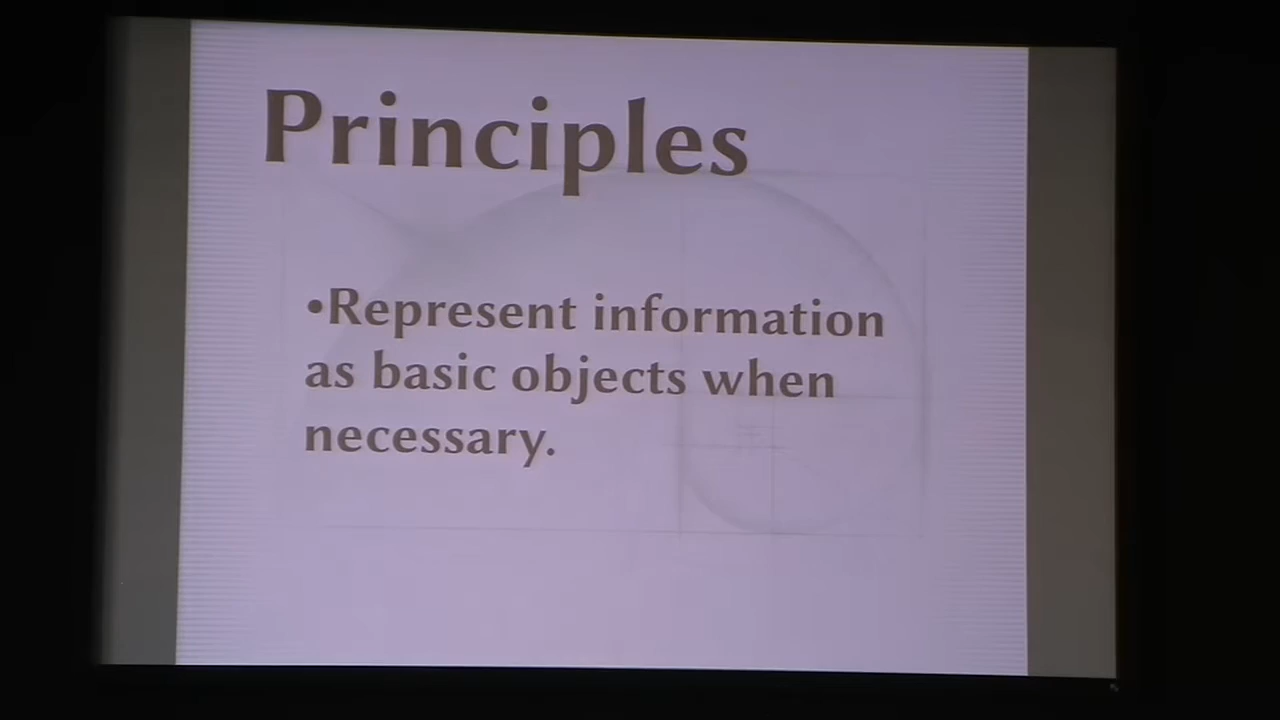 Principles
•Represent information
as basic objects when
necessary.